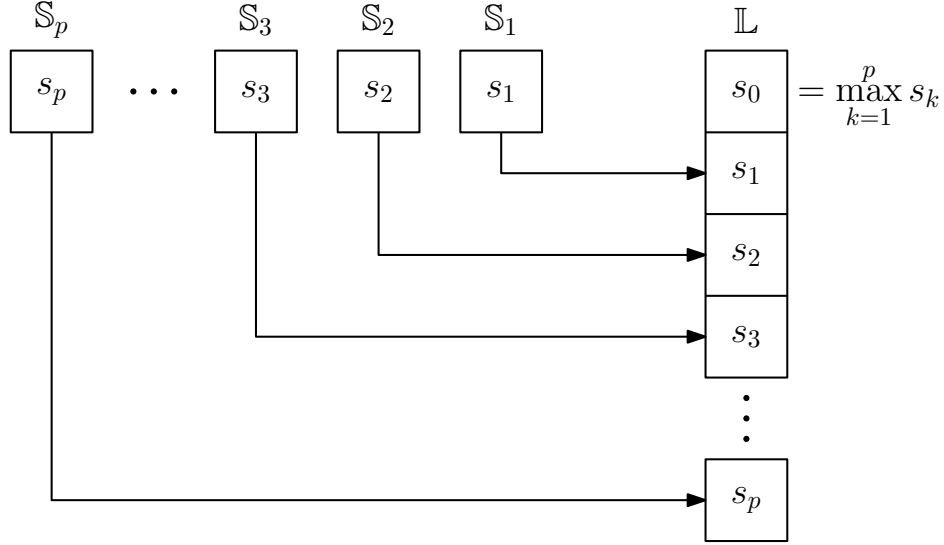 𝕊ₚ 𝕊₃ 𝕊₂ 𝕊₁ 𝕃
sₚ ⋯ s₃ s₂ s₁ s₀ = max_{k=1}^{p} sₖ
s₁
s₂
s₃
⋮
sₚ